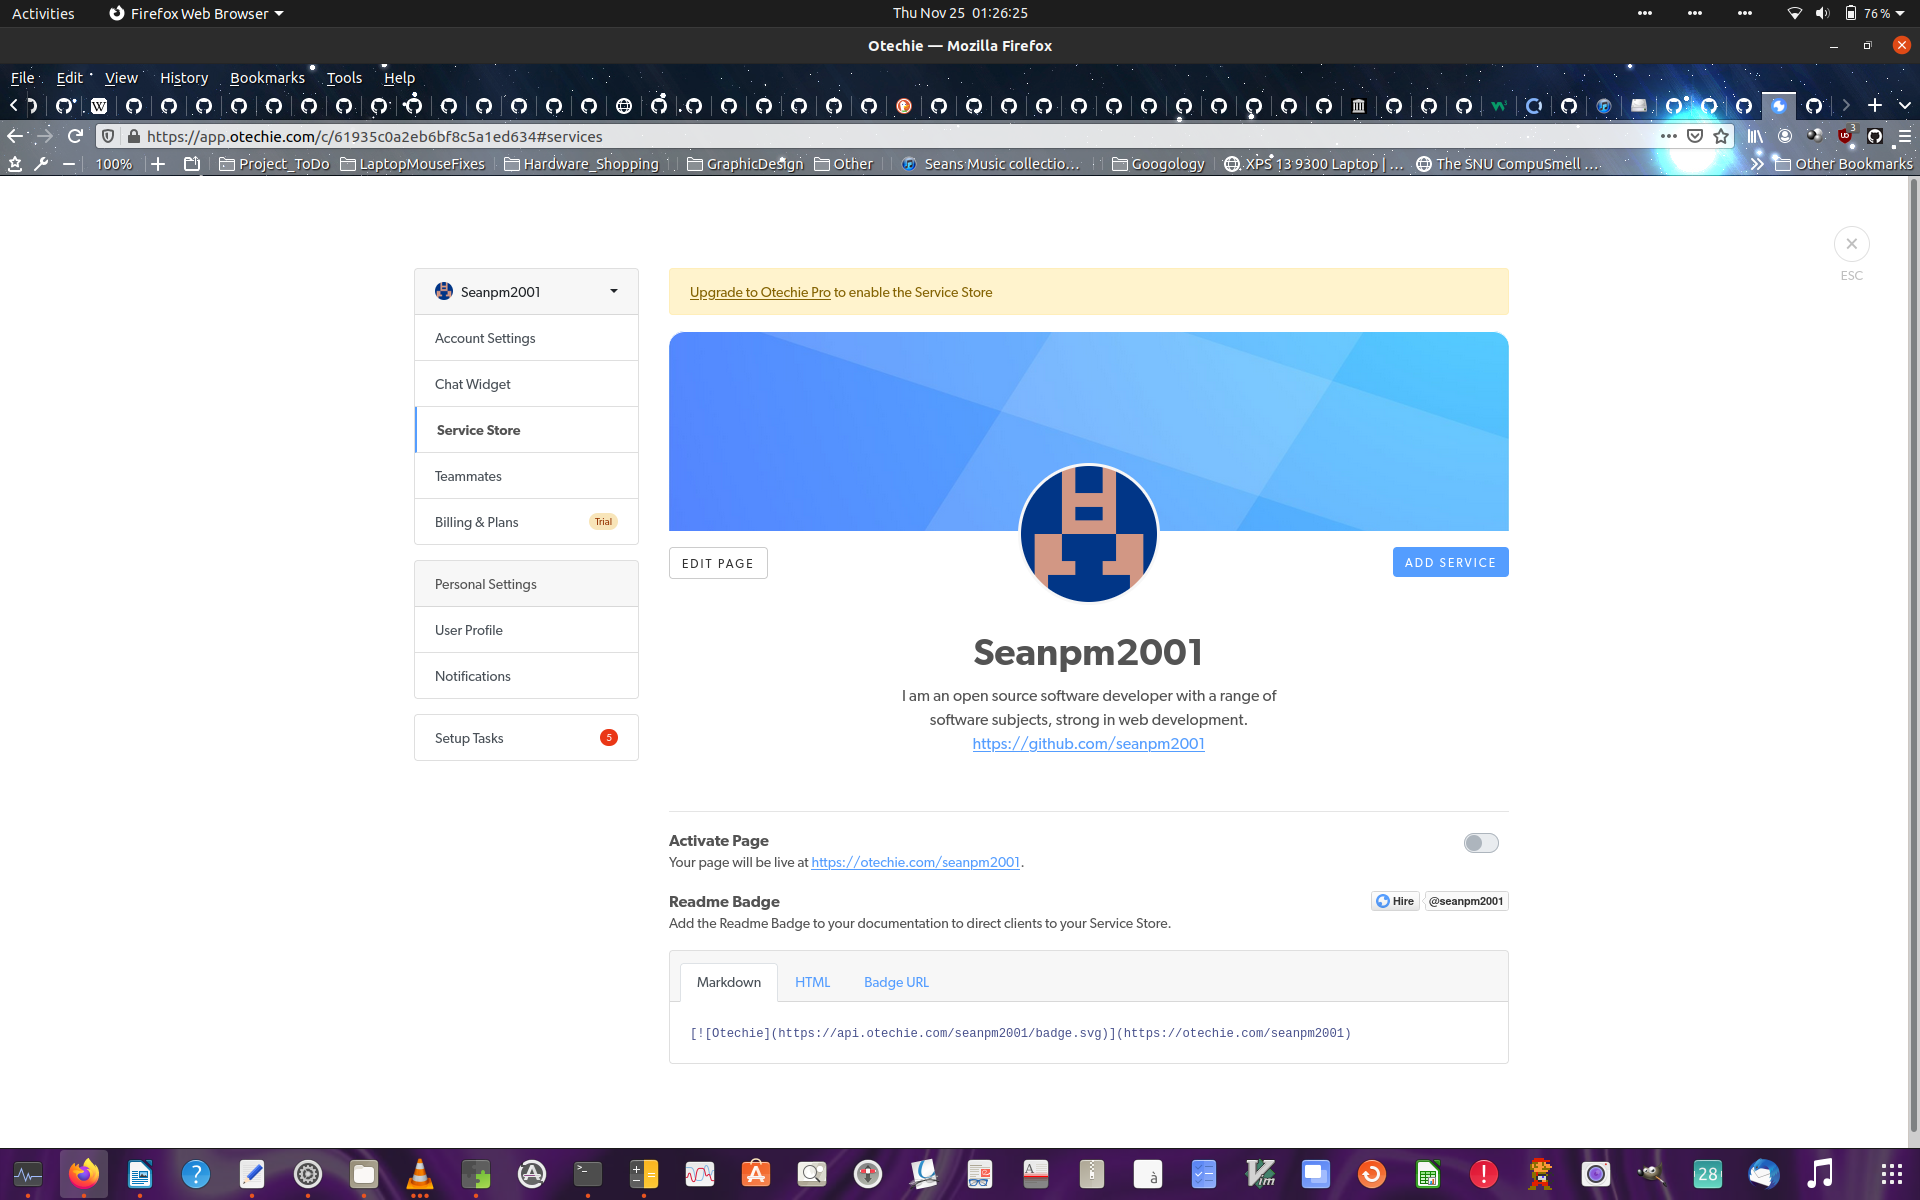 Activities
Firefox Web Browser
Thu Nov 25 01:26:25
76 %
Otechie — Mozilla Firefox
File Edit View History Bookmarks Tools Help
https://app.otechie.com/c/61935c0a2eb6bf8c5a1ed634#services
3
100%
Project_ToDo
LaptopMouseFixes
Hardware_Shopping
GraphicDesign
Other
Seans Music collectio...
Googology
XPS 13 9300 Laptop | ...
The SNU CompuSmell ...
Other Bookmarks
ESC
Seanpm2001
Account Settings
Chat Widget
Service Store
Teammates
Billing & Plans
Trial
Personal Settings
User Profile
Notifications
Setup Tasks
5
Upgrade to Otechie Pro to enable the Service Store
EDIT PAGE
ADD SERVICE
Seanpm2001
I am an open source software developer with a range of
software subjects, strong in web development.
https://github.com/seanpm2001
Activate Page
Your page will be live at https://otechie.com/seanpm2001.
Readme Badge
Hire
@seanpm2001
Add the Readme Badge to your documentation to direct clients to your Service Store.
Markdown
HTML
Badge URL
[![Otechie](https://api.otechie.com/seanpm2001/badge.svg)](https://otechie.com/seanpm2001)
28